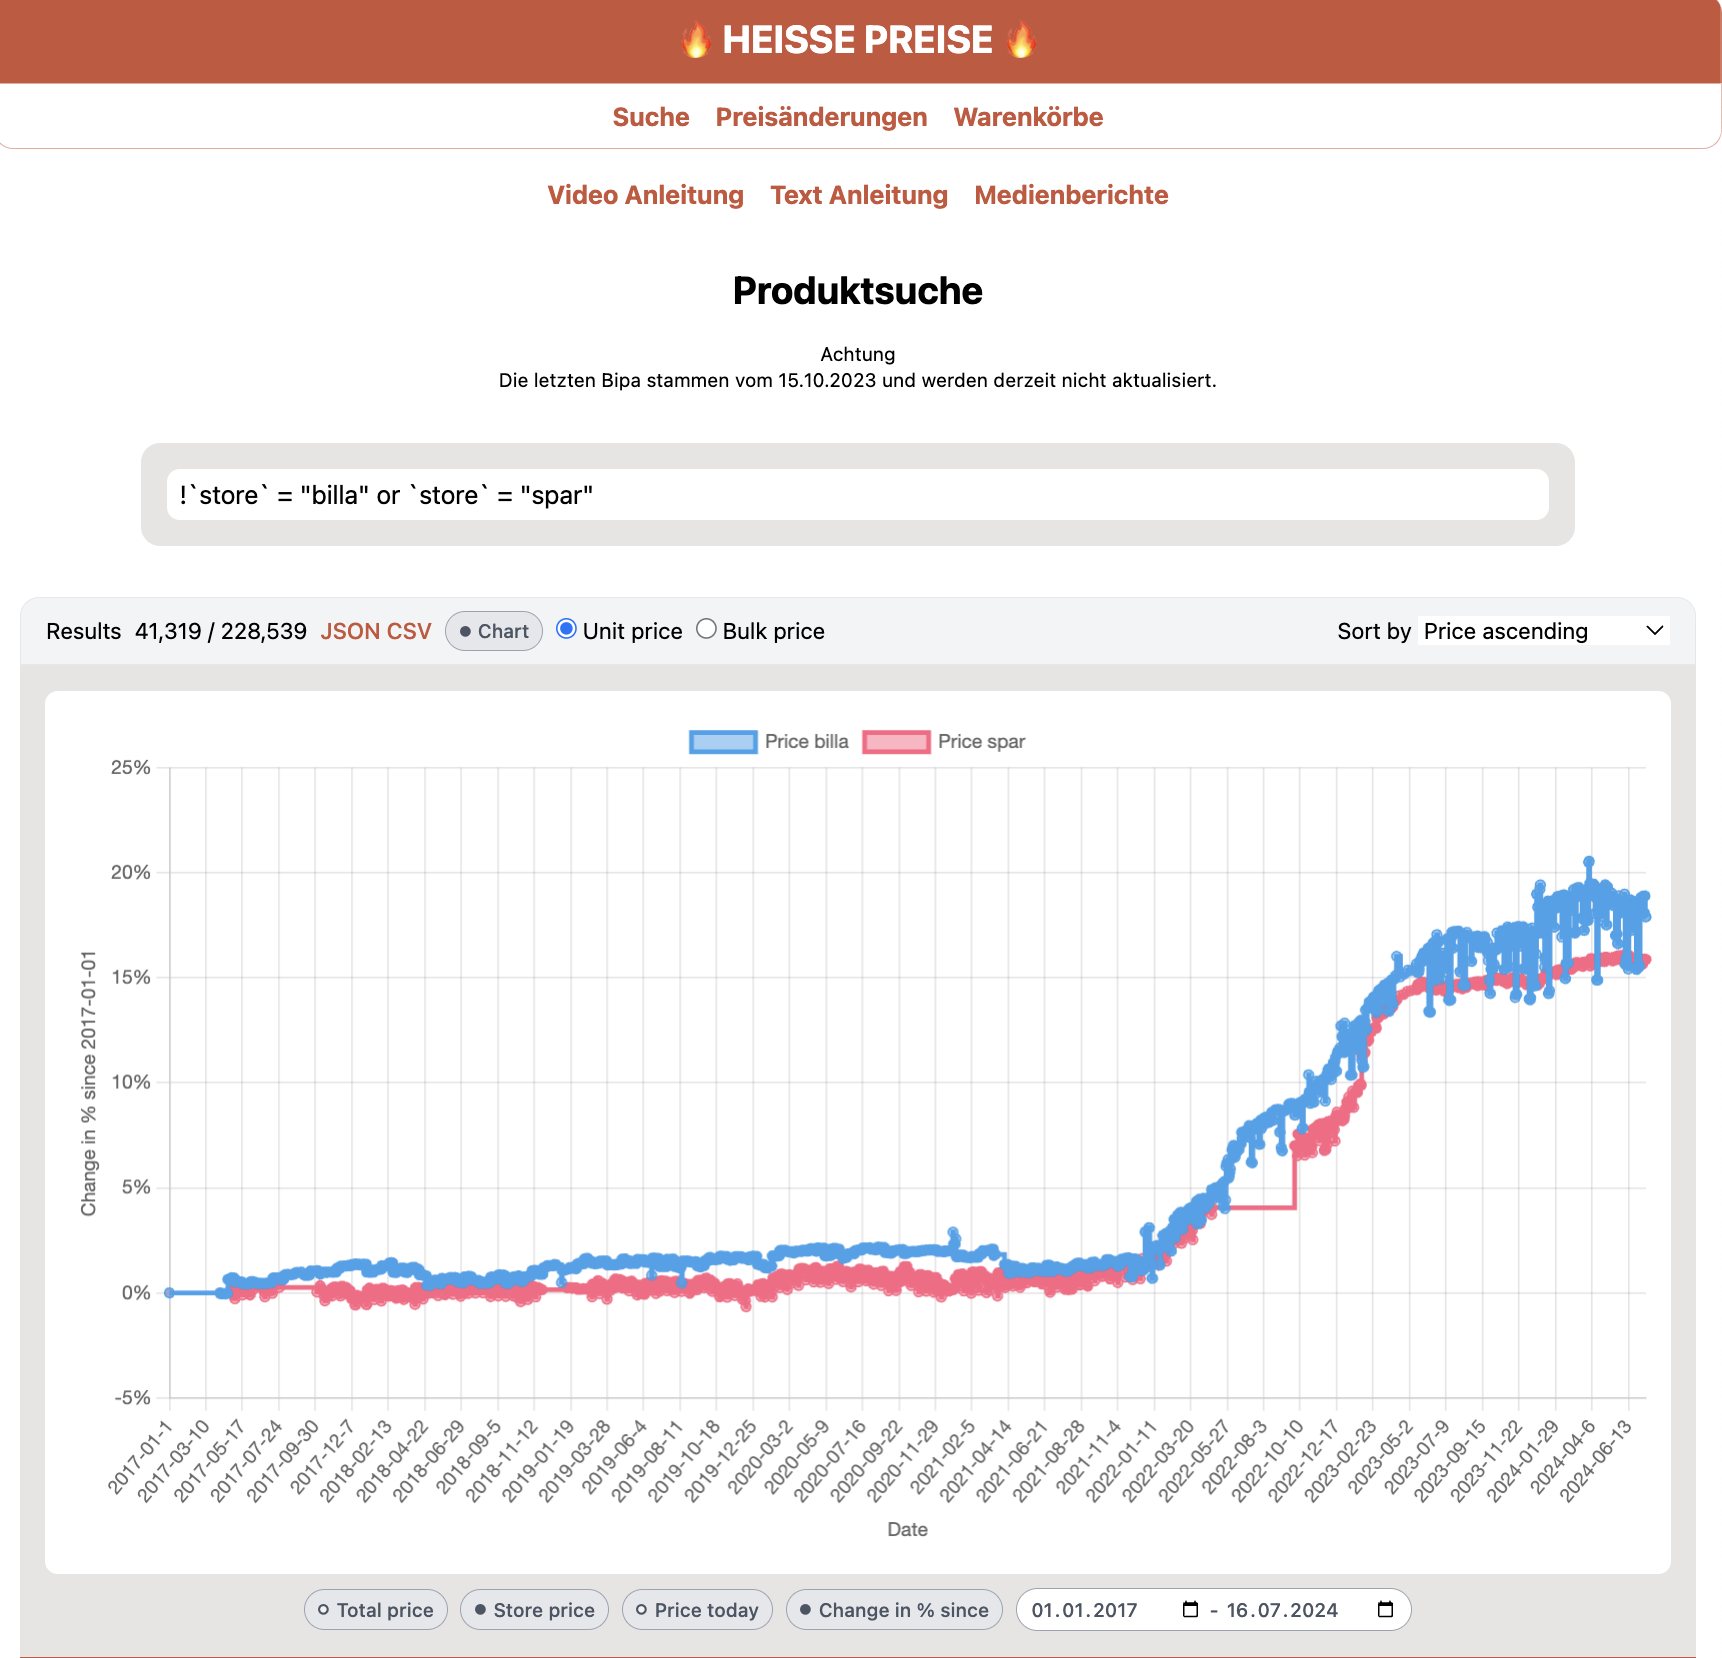 🔥 HEISSE PREISE 🔥
Suche Preisänderungen Warenkörbe
Video Anleitung Text Anleitung Medienberichte
Produktsuche
Achtung
Die letzten Bipa stammen vom 15.10.2023 und werden derzeit nicht aktualisiert.
!`store` = "billa" or `store` = "spar"
Results 41,319 / 228,539 JSON CSV Chart Unit price Bulk price Sort by Price ascending
Price billa Price spar
25%
20%
15%
10%
5%
0%
-5%
Change in % since 2017-01-01
2017-01-1 2017-03-10 2017-05-17 2017-07-24 2017-09-30 2017-12-7 2018-02-13 2018-04-22 2018-06-29 2018-09-5 2018-11-12 2019-01-19 2019-03-28 2019-06-4 2019-08-11 2019-10-18 2019-12-25 2020-03-2 2020-05-9 2020-07-16 2020-09-22 2020-11-29 2021-02-5 2021-04-14 2021-06-21 2021-08-28 2021-11-4 2022-01-11 2022-03-20 2022-05-27 2022-08-3 2022-10-10 2022-12-17 2023-02-23 2023-05-2 2023-07-9 2023-09-15 2023-11-22 2024-01-29 2024-04-6 2024-06-13
Date
Total price Store price Price today Change in % since 01.01.2017 - 16.07.2024